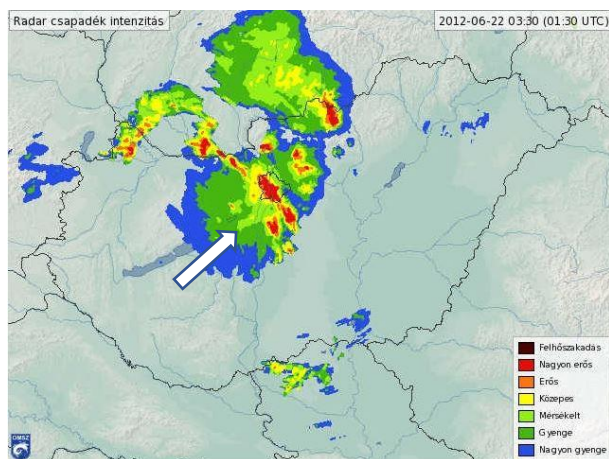 Radar csapadék intenzitás
2012-06-22 03:30 (01:30 UTC)
Felhőszakadás
Nagyon erős
Erős
Közepes
Mérsékelt
Gyenge
Nagyon gyenge
OMSZ